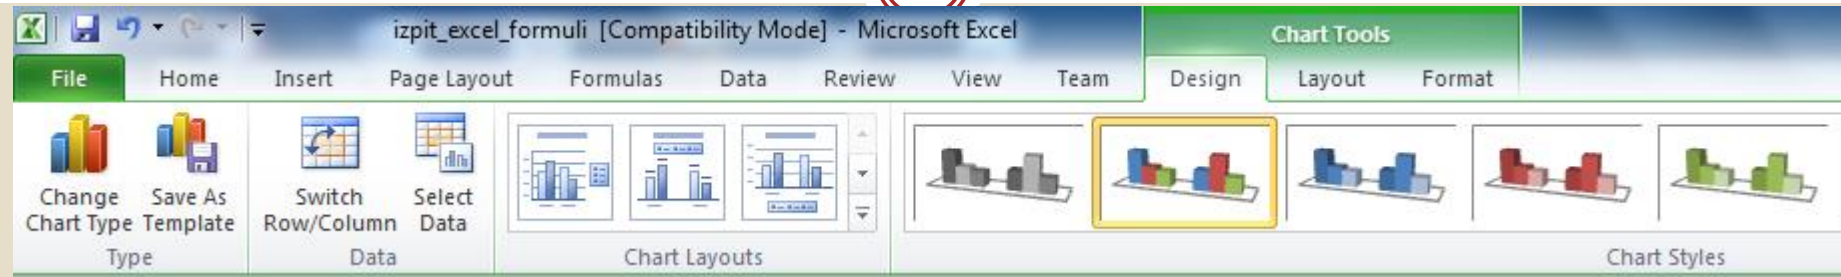 izpit_excel_formuli [Compatibility Mode] - Microsoft Excel
Chart Tools
File Home Insert Page Layout Formulas Data Review View Team Design Layout Format
Change Chart Type
Save As Template
Switch Row/Column
Select Data
Type Data Chart Layouts Chart Styles